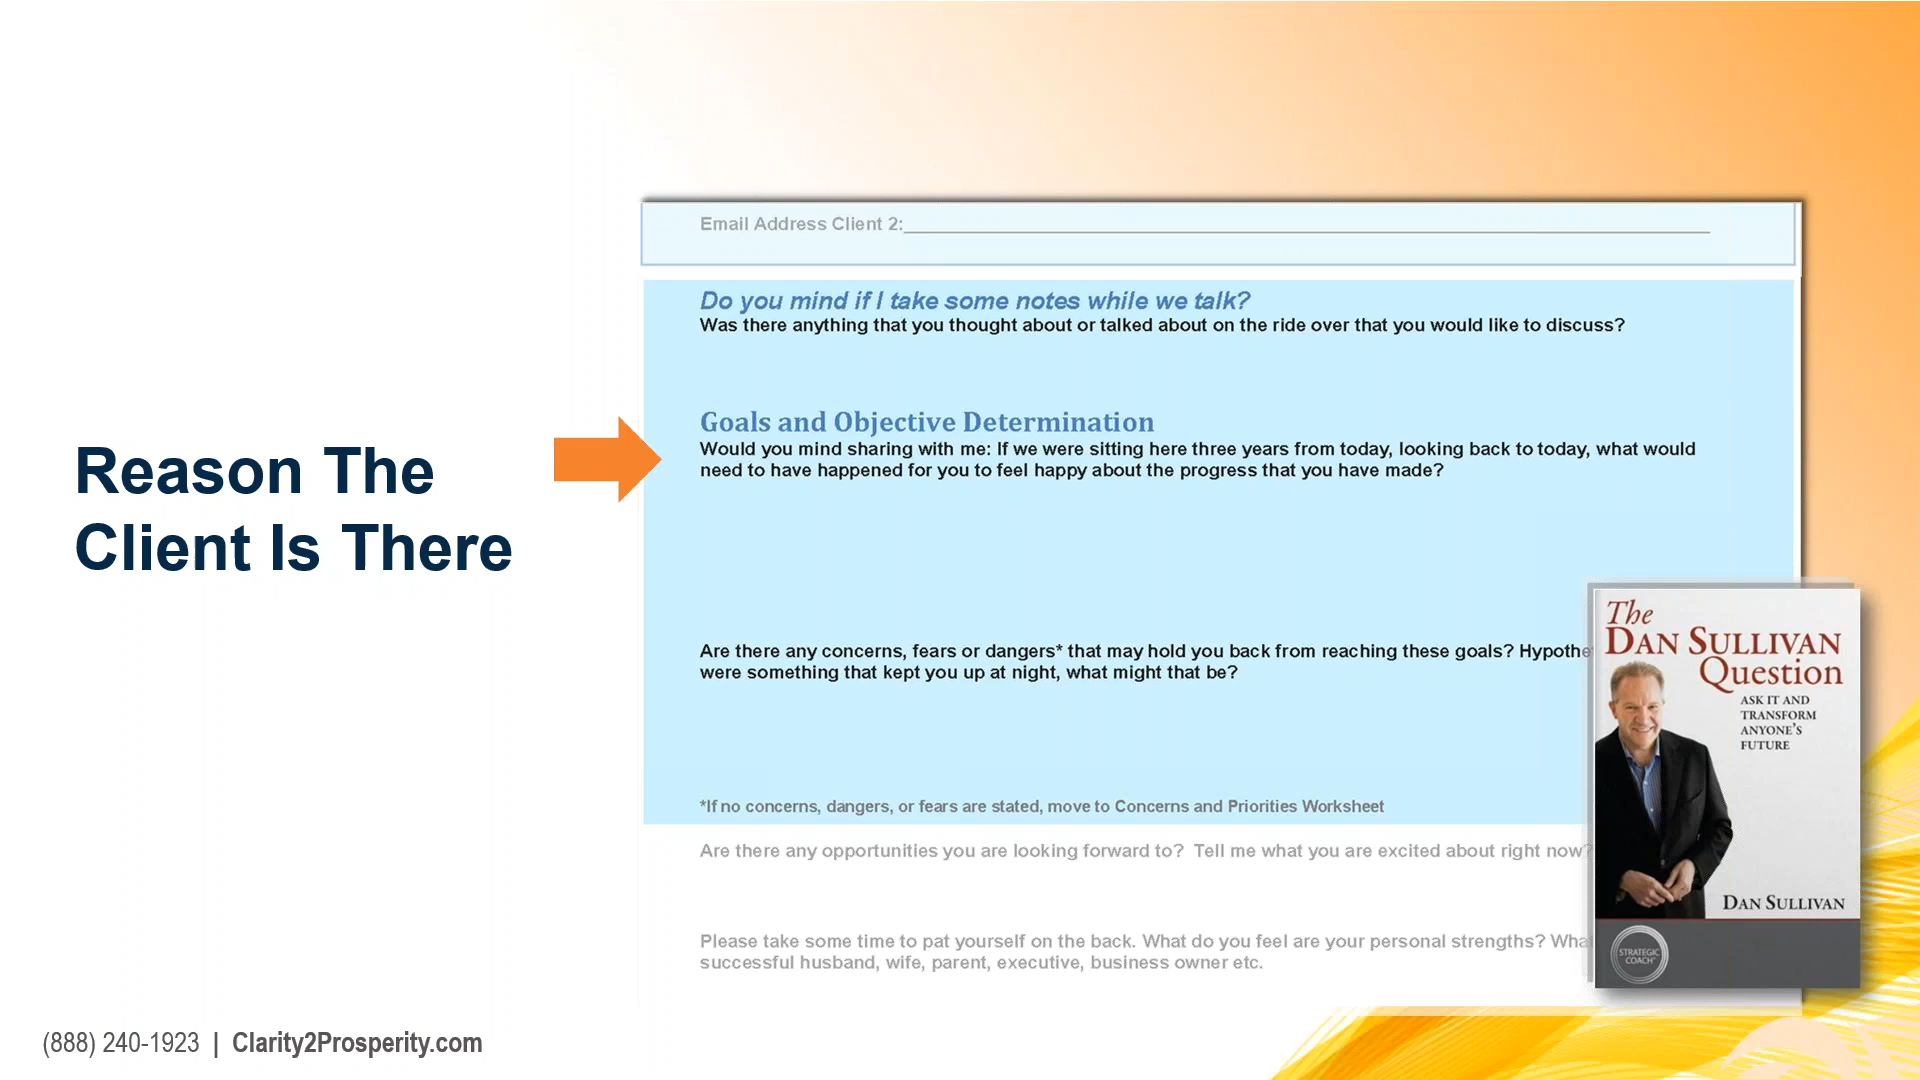 Email Address Client 2:
Do you mind if I take some notes while we talk?
Was there anything that you thought about or talked about on the ride over that you would like to discuss?
Goals and Objective Determination
Would you mind sharing with me: If we were sitting here three years from today, looking back to today, what would
need to have happened for you to feel happy about the progress that you have made?
Reason The
Client Is There
Are there any concerns, fears or dangers* that may hold you back from reaching these goals?
were something that kept you up at night, what might that be?
*If no concerns, dangers, or fears are stated, move to Concerns and Priorities Worksheet
Are there any opportunities you are looking forward to? Tell me what you are excited about right now?
Please take some time to pat yourself on the back. What do you feel are your personal strengths?
successful husband, wife, parent, executive, business owner etc.
The
DAN SULLIVAN
Question
ASK IT AND
TRANSFORM
ANYONE'S
FUTURE
DAN SULLIVAN
STRATEGIC
COACH
(888) 240-1923 | Clarity2Prosperity.com